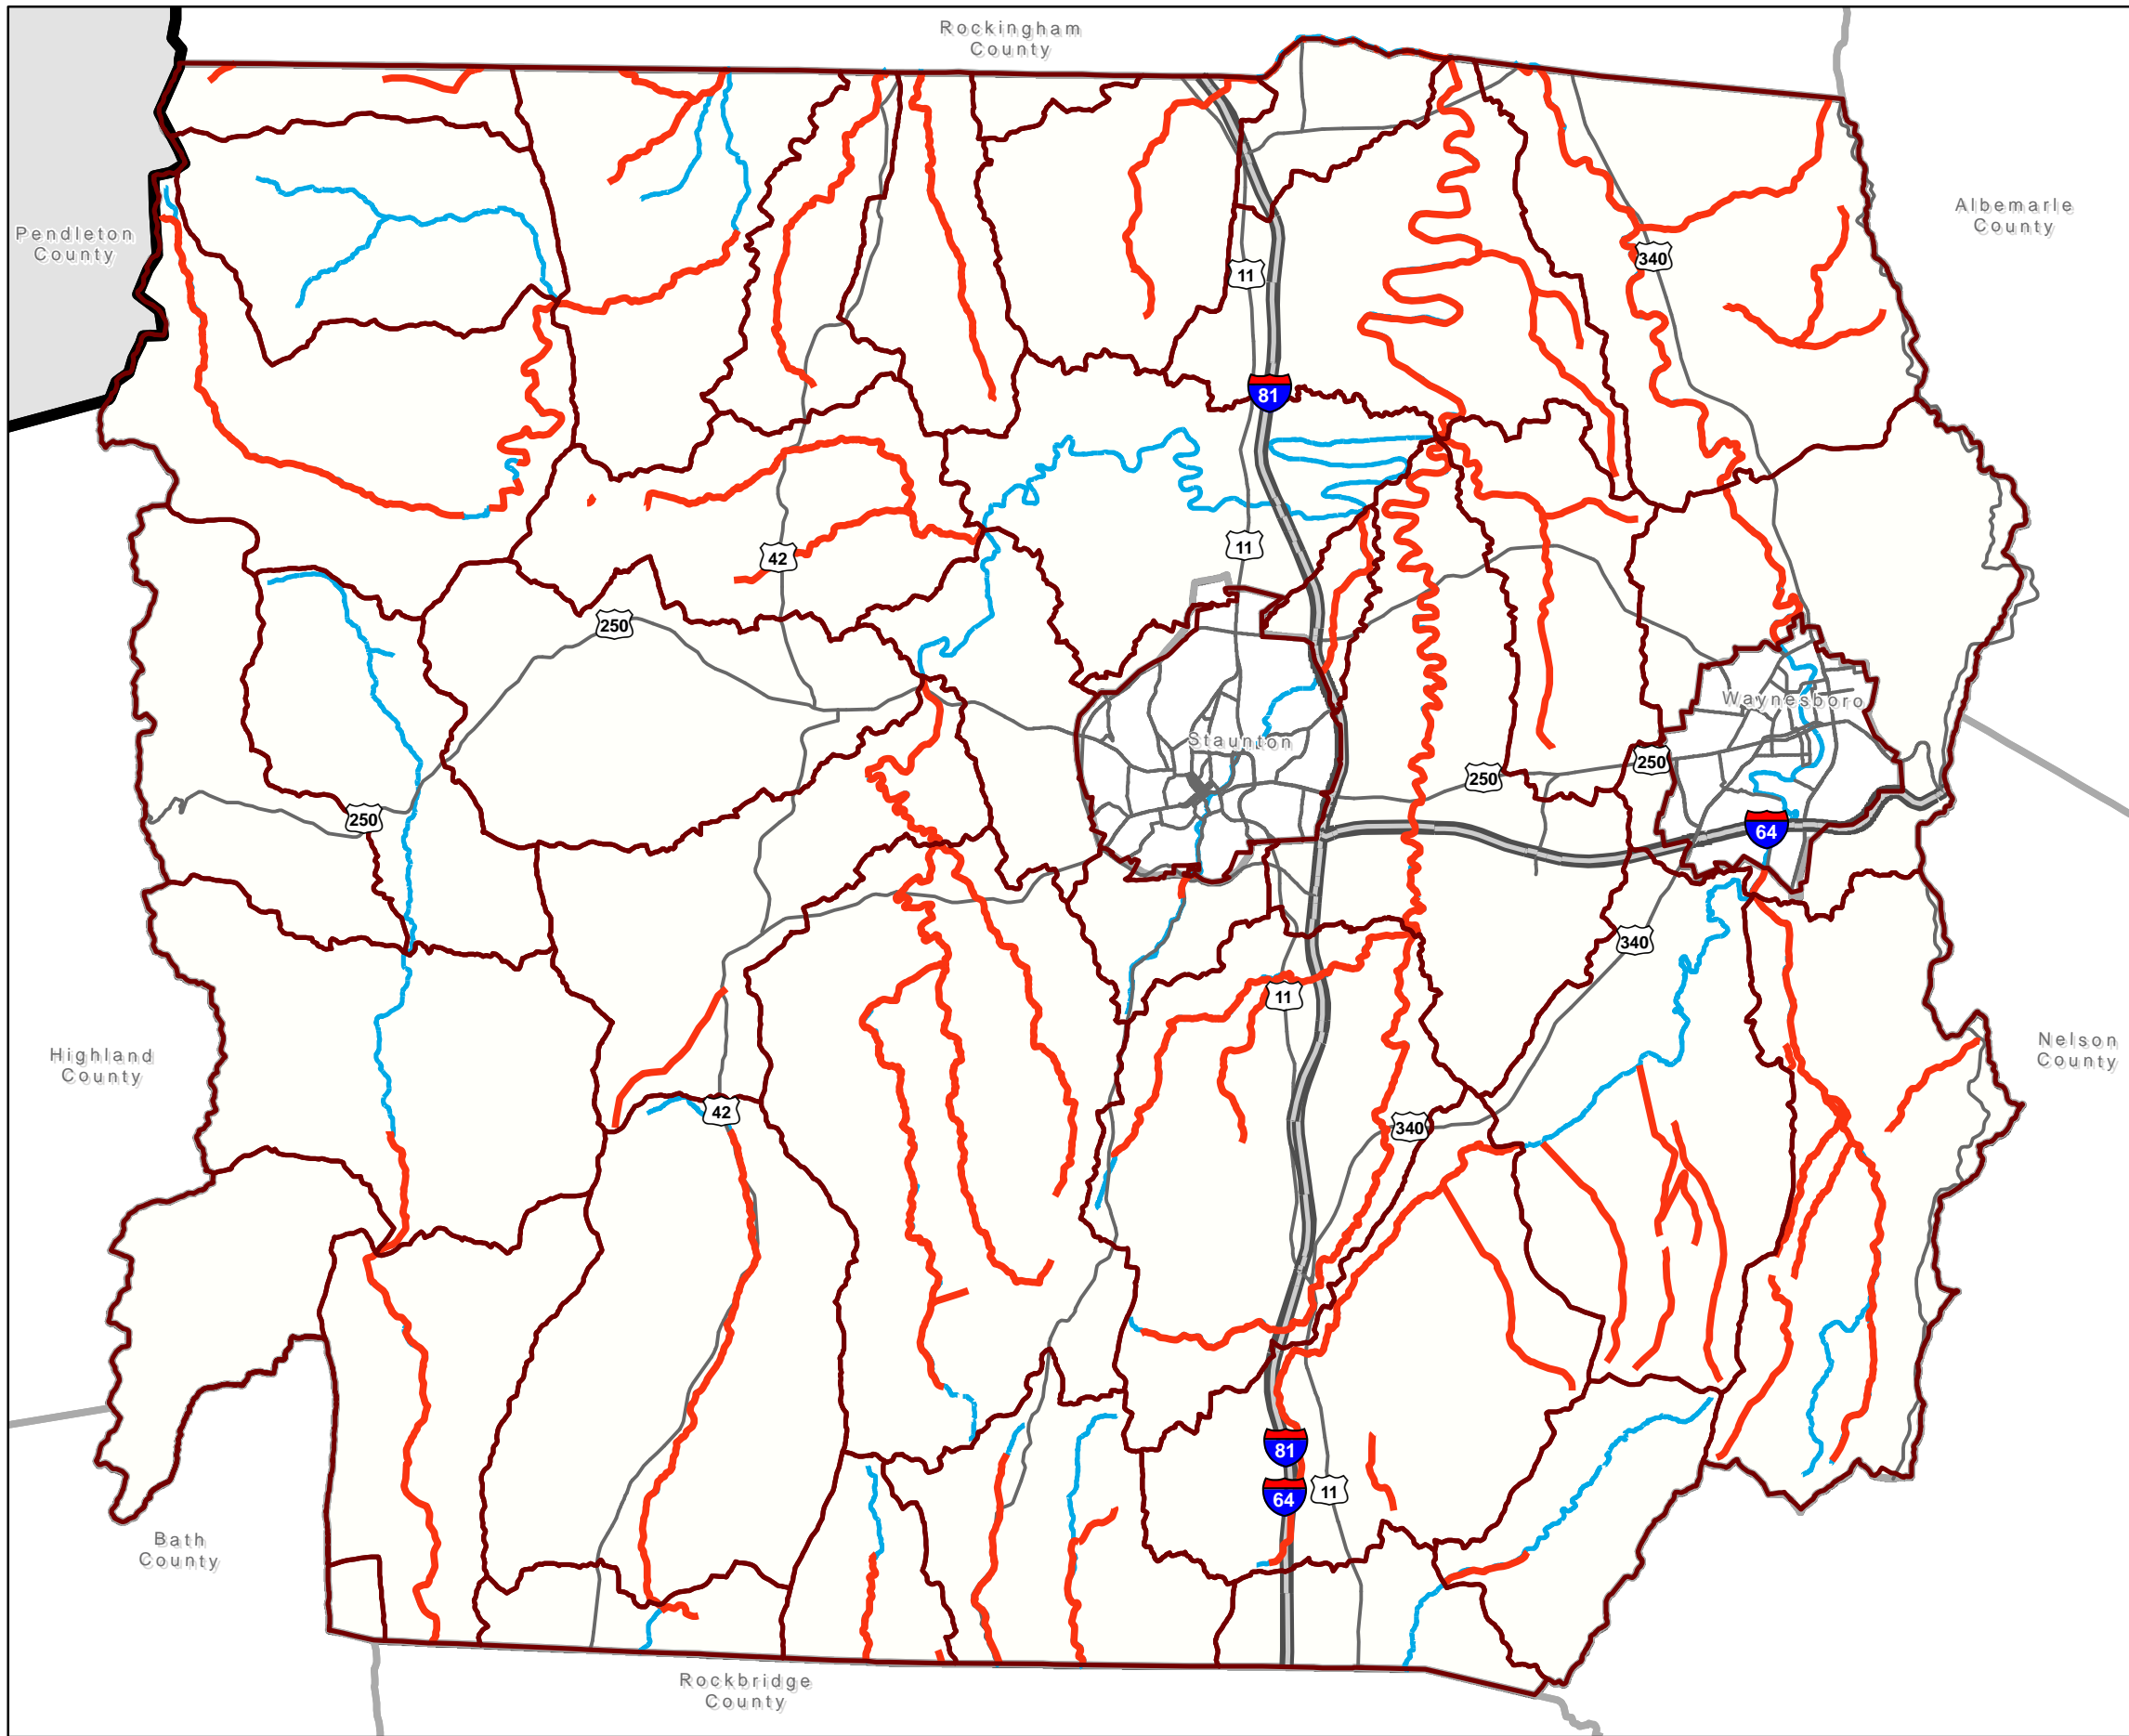 Rockingham
County
Albemarle
County
Pendleton
County
340
11
81
42
11
250
Waynesboro
Staunton
250
250
250
64
340
11
Highland
County
Nelson
County
42
340
81
64
11
Bath
County
Rockbridge
County